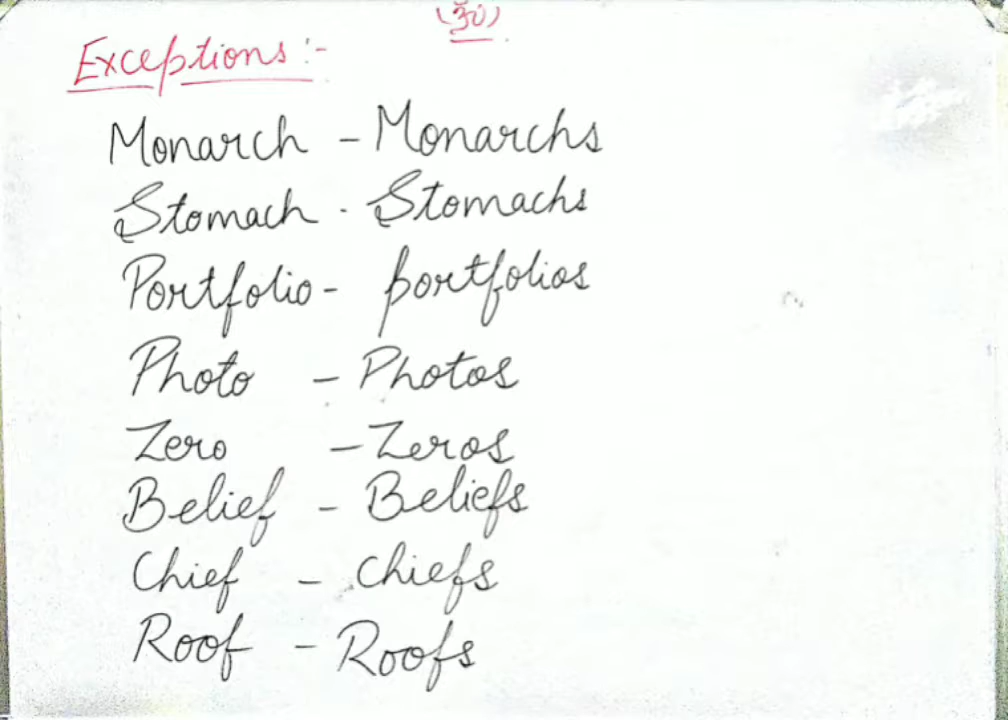 Exceptions :-
Monarch - Monarchs
Stomach - Stomachs
Portfolio - portfolios
Photo - Photos
Zero - Zeros
Belief - Beliefs
Chief - chiefs
Roof - Roofs